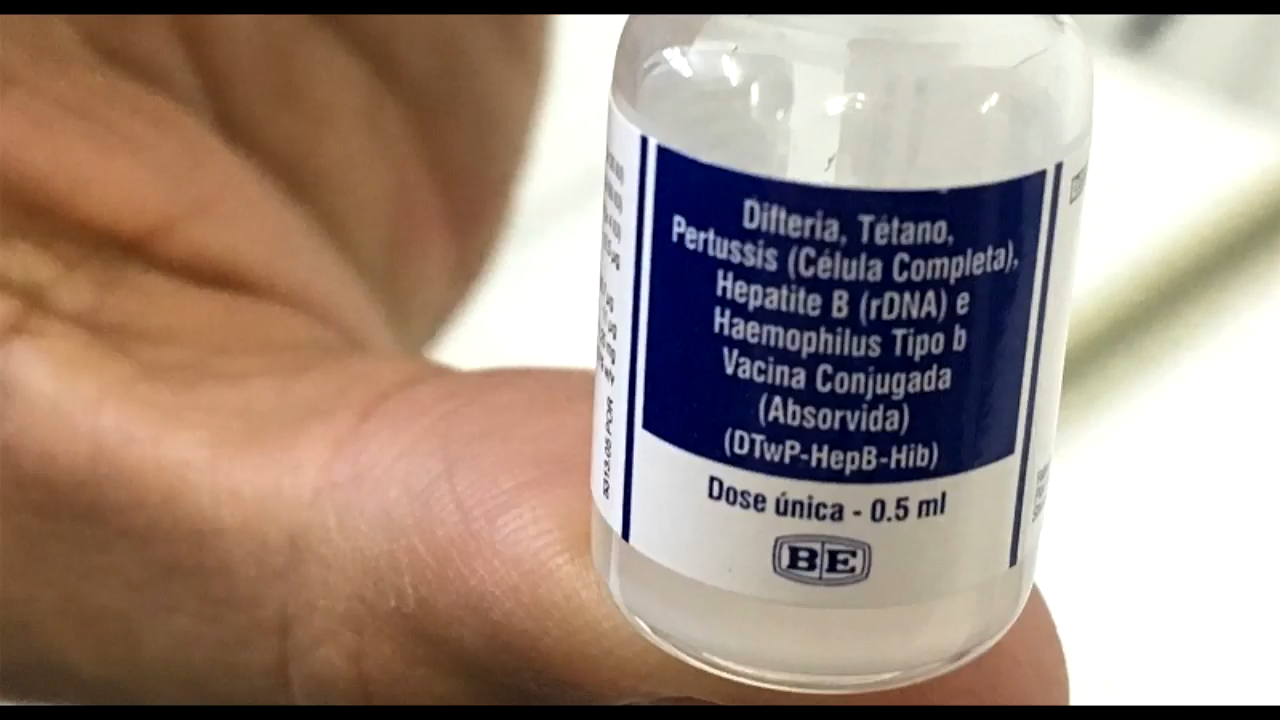 Difteria, Tétano,
Pertussis (Célula Completa),
Hepatite B (rDNA) e
Haemophilus Tipo b
Vacina Conjugada
(Absorvida)
(DTwP-HepB-Hib)
Dose única - 0.5 ml
BE